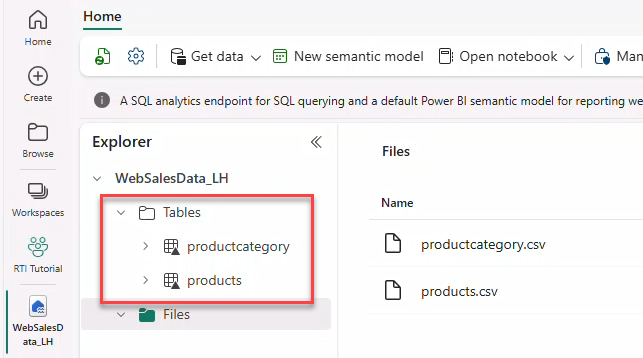 Home
Home
Create
Browse
Workspaces
RTI Tutorial
WebSalesD
ata_LH
Get data
New semantic model
Open notebook
Man
A SQL analytics endpoint for SQL querying and a default Power BI semantic model for reporting we
Explorer
WebSalesData_LH
Tables
productcategory
products
Files
Files
Name
productcategory.csv
products.csv